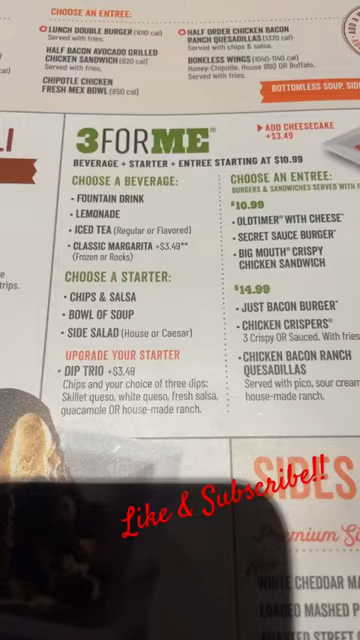 CHOOSE AN ENTREE:
LUNCH DOUBLE BURGER (1010 cal)
Served with fries.
HALF BACON AVOCADO GRILLED
CHICKEN SANDWICH (820 cal)
Served with fries.
CHIPOTLE CHICKEN
FRESH MEX BOWL (850 cal)
HALF ORDER CHICKEN BACON
RANCH QUESADILLAS (1370 cal)
Served with chips & salsa.
BONELESS WINGS (1050-1140 cal)
Honey-Chipotle, House BBQ OR Buffalo.
Served with fries.
BOTTOMLESS SOUP,
3FORME®
BEVERAGE + STARTER + ENTREE STARTING AT $10.99
▶ ADD CHEESECAKE
+$3.49
CHOOSE A BEVERAGE:
• FOUNTAIN DRINK
• LEMONADE
• ICED TEA (Regular or Flavored)
• CLASSIC MARGARITA +$3.49**
(Frozen or Rocks)
CHOOSE A STARTER:
• CHIPS & SALSA
• BOWL OF SOUP
• SIDE SALAD (House or Caesar)
UPGRADE YOUR STARTER
• DIP TRIO +$3.49
Chips and your choice of three dips:
Skillet queso, white queso, fresh salsa,
guacamole OR house-made ranch.
CHOOSE AN ENTREE:
BURGERS & SANDWICHES SERVED WITH F
$10.99
• OLDTIMER® WITH CHEESE*
• SECRET SAUCE BURGER*
• BIG MOUTH® CRISPY
CHICKEN SANDWICH
$14.99
• JUST BACON BURGER*
• CHICKEN CRISPERS®
3 Crispy OR Sauced. With fries
• CHICKEN BACON RANCH
QUESADILLAS
Served with pico, sour cream
house-made ranch.
trips.
Like & Subscribe!!
SIDES
WHITE CHEDDAR MA
LOADED MASHED P
STREET